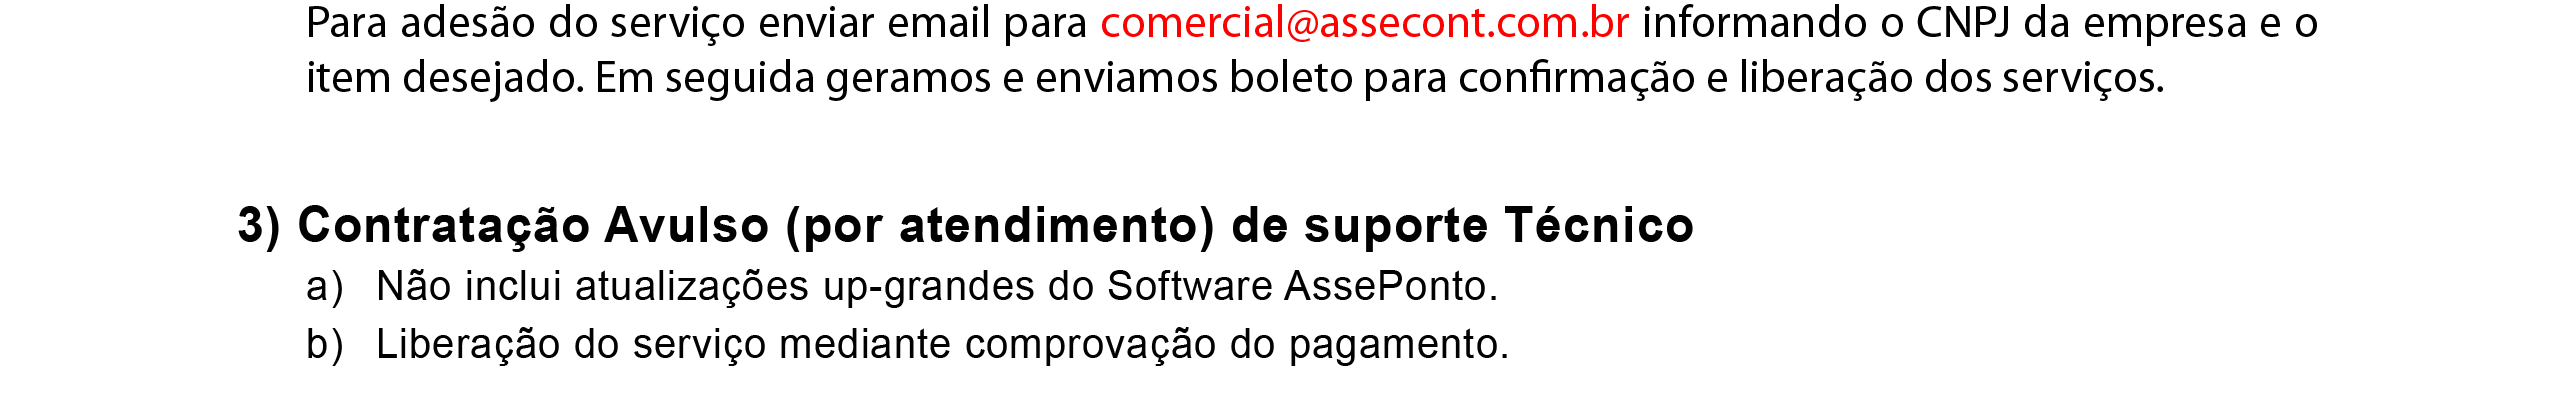 Para adesão do serviço enviar email para comercial@assecont.com.br informando o CNPJ da empresa e o
item desejado. Em seguida geramos e enviamos boleto para confirmação e liberação dos serviços.
3) Contratação Avulso (por atendimento) de suporte Técnico
a) Não inclui atualizações up-grandes do Software AssePonto.
b) Liberação do serviço mediante comprovação do pagamento.